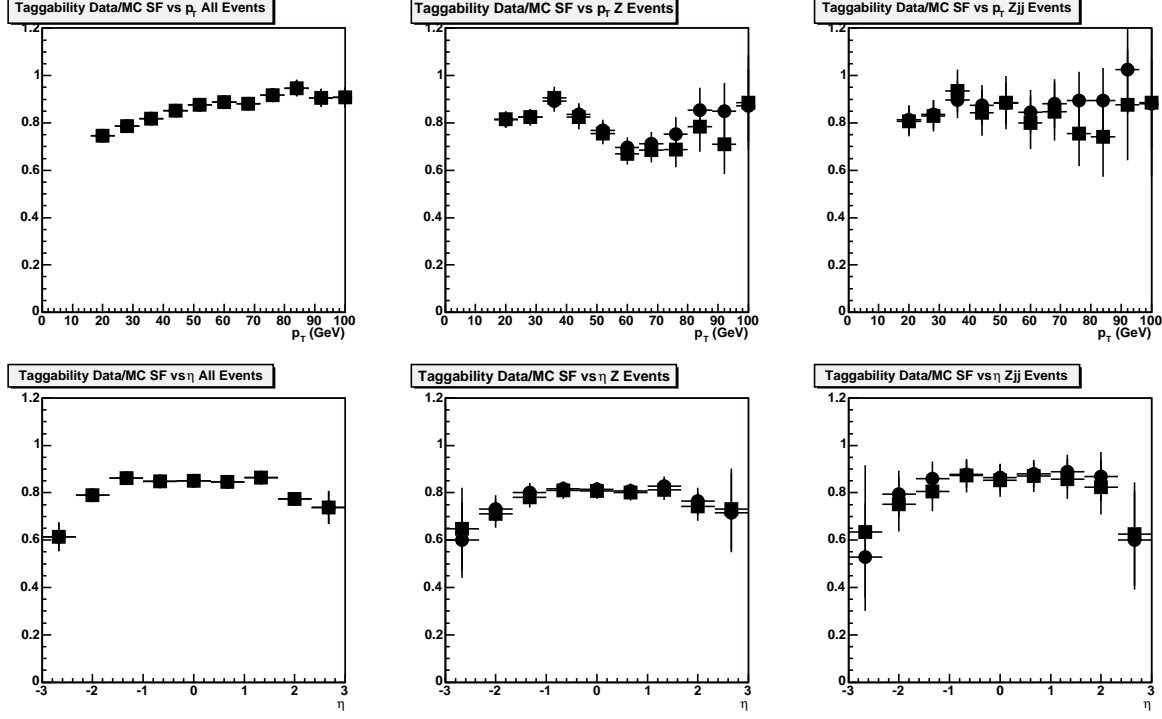 Taggability Data/MC SF vs pT All Events
1.2
1
0.8
0.6
0.4
0.2
0
0 10 20 30 40 50 60 70 80 90 100
pT (GeV)
Taggability Data/MC SF vs pT Z Events
1.2
1
0.8
0.6
0.4
0.2
0
0 10 20 30 40 50 60 70 80 90 100
pT (GeV)
Taggability Data/MC SF vs pT Zjj Events
1.2
1
0.8
0.6
0.4
0.2
0
0 10 20 30 40 50 60 70 80 90 100
pT (GeV)
Taggability Data/MC SF vs η All Events
1.2
1
0.8
0.6
0.4
0.2
0
-3 -2 -1 0 1 2 3
η
Taggability Data/MC SF vs η Z Events
1.2
1
0.8
0.6
0.4
0.2
0
-3 -2 -1 0 1 2 3
η
Taggability Data/MC SF vs η Zjj Events
1.2
1
0.8
0.6
0.4
0.2
0
-3 -2 -1 0 1 2 3
η